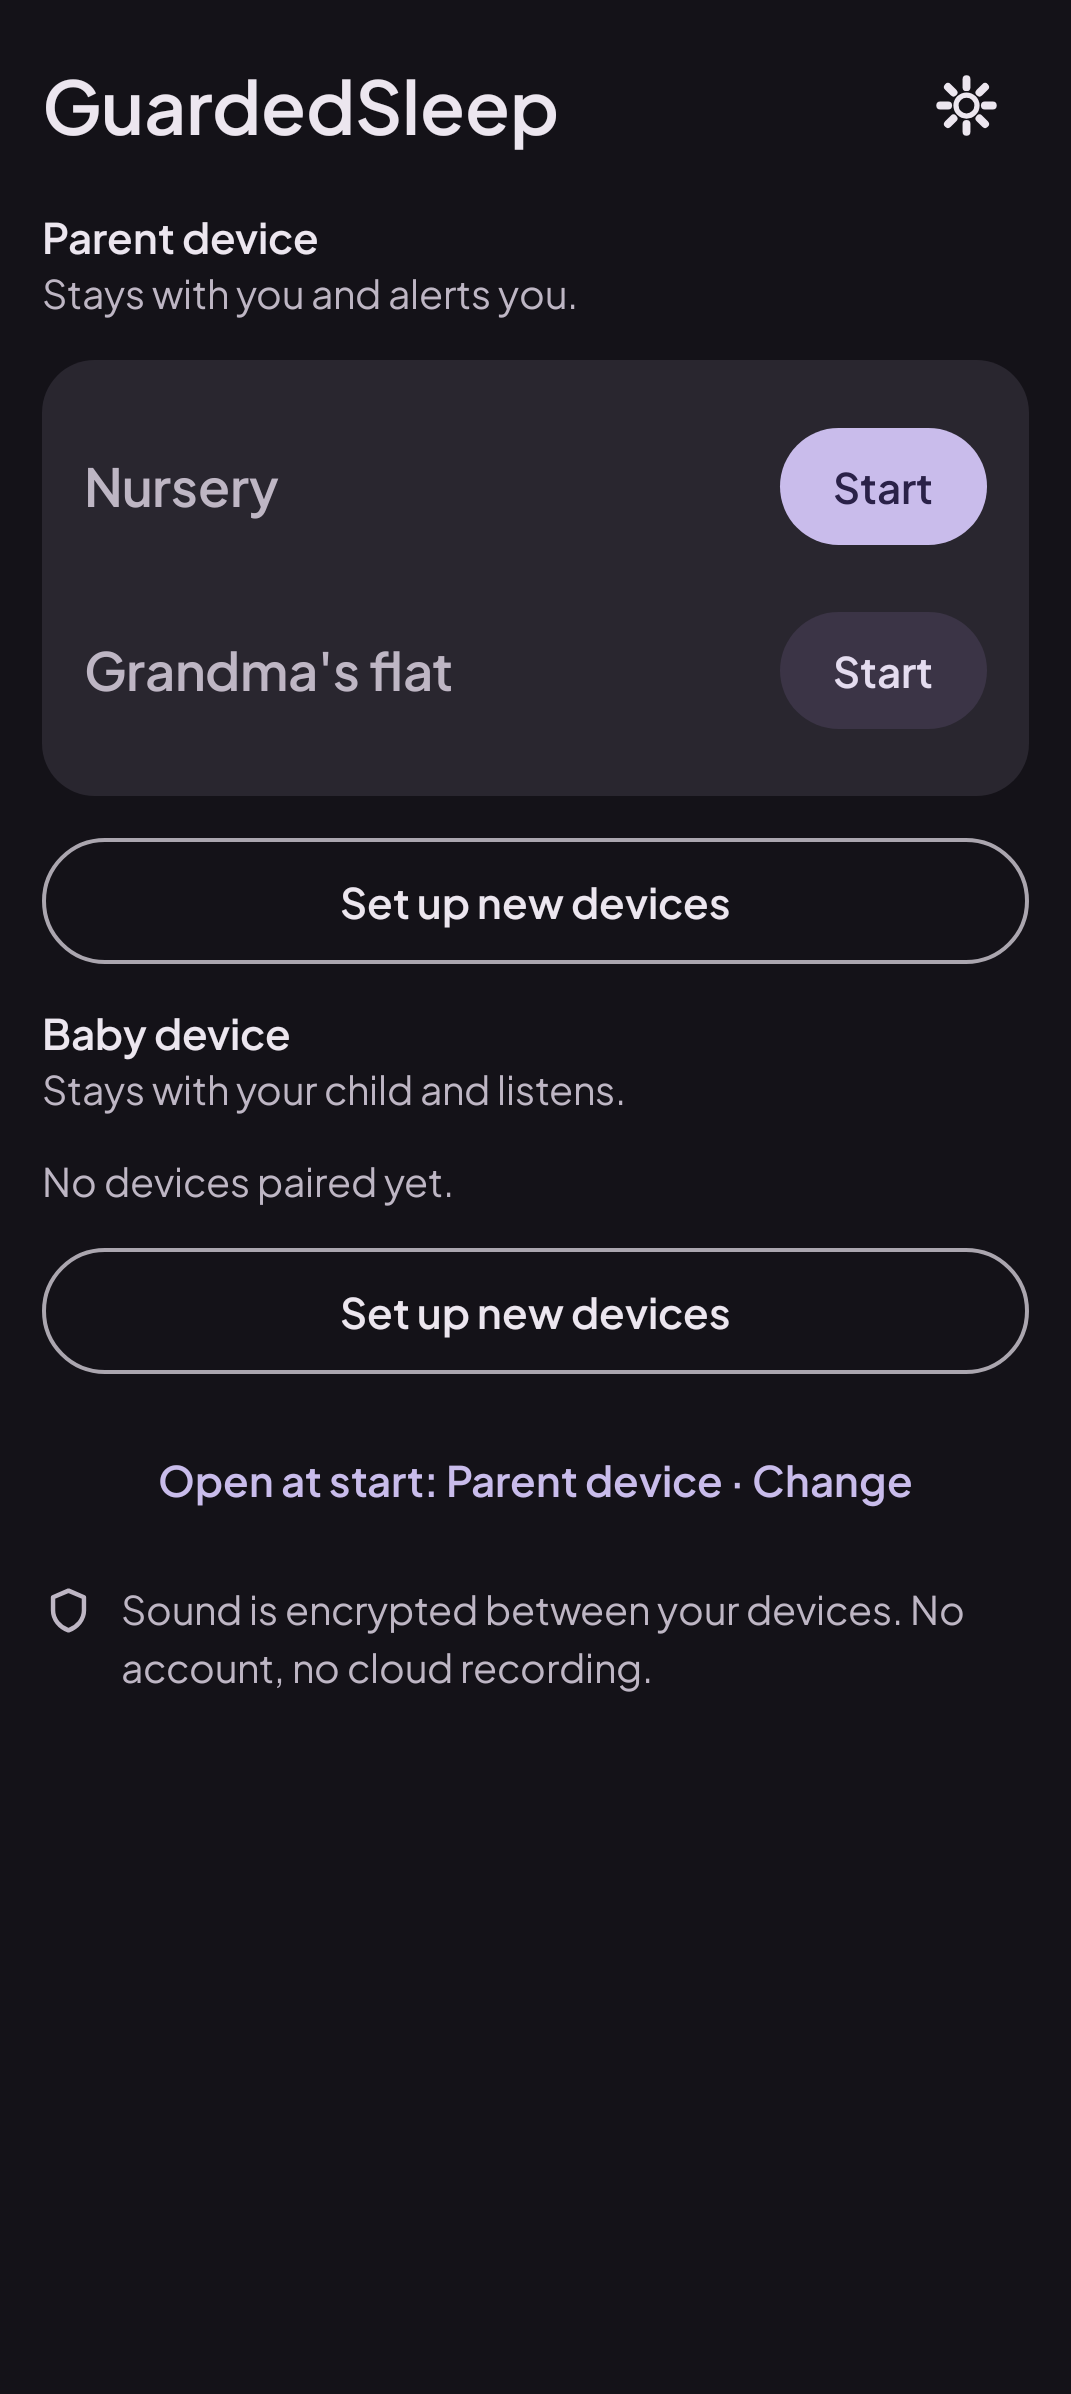 GuardedSleep
Parent device
Stays with you and alerts you.
Nursery
Start
Grandma's flat
Start
Set up new devices
Baby device
Stays with your child and listens.
No devices paired yet.
Set up new devices
Open at start: Parent device · Change
Sound is encrypted between your devices. No
account, no cloud recording.